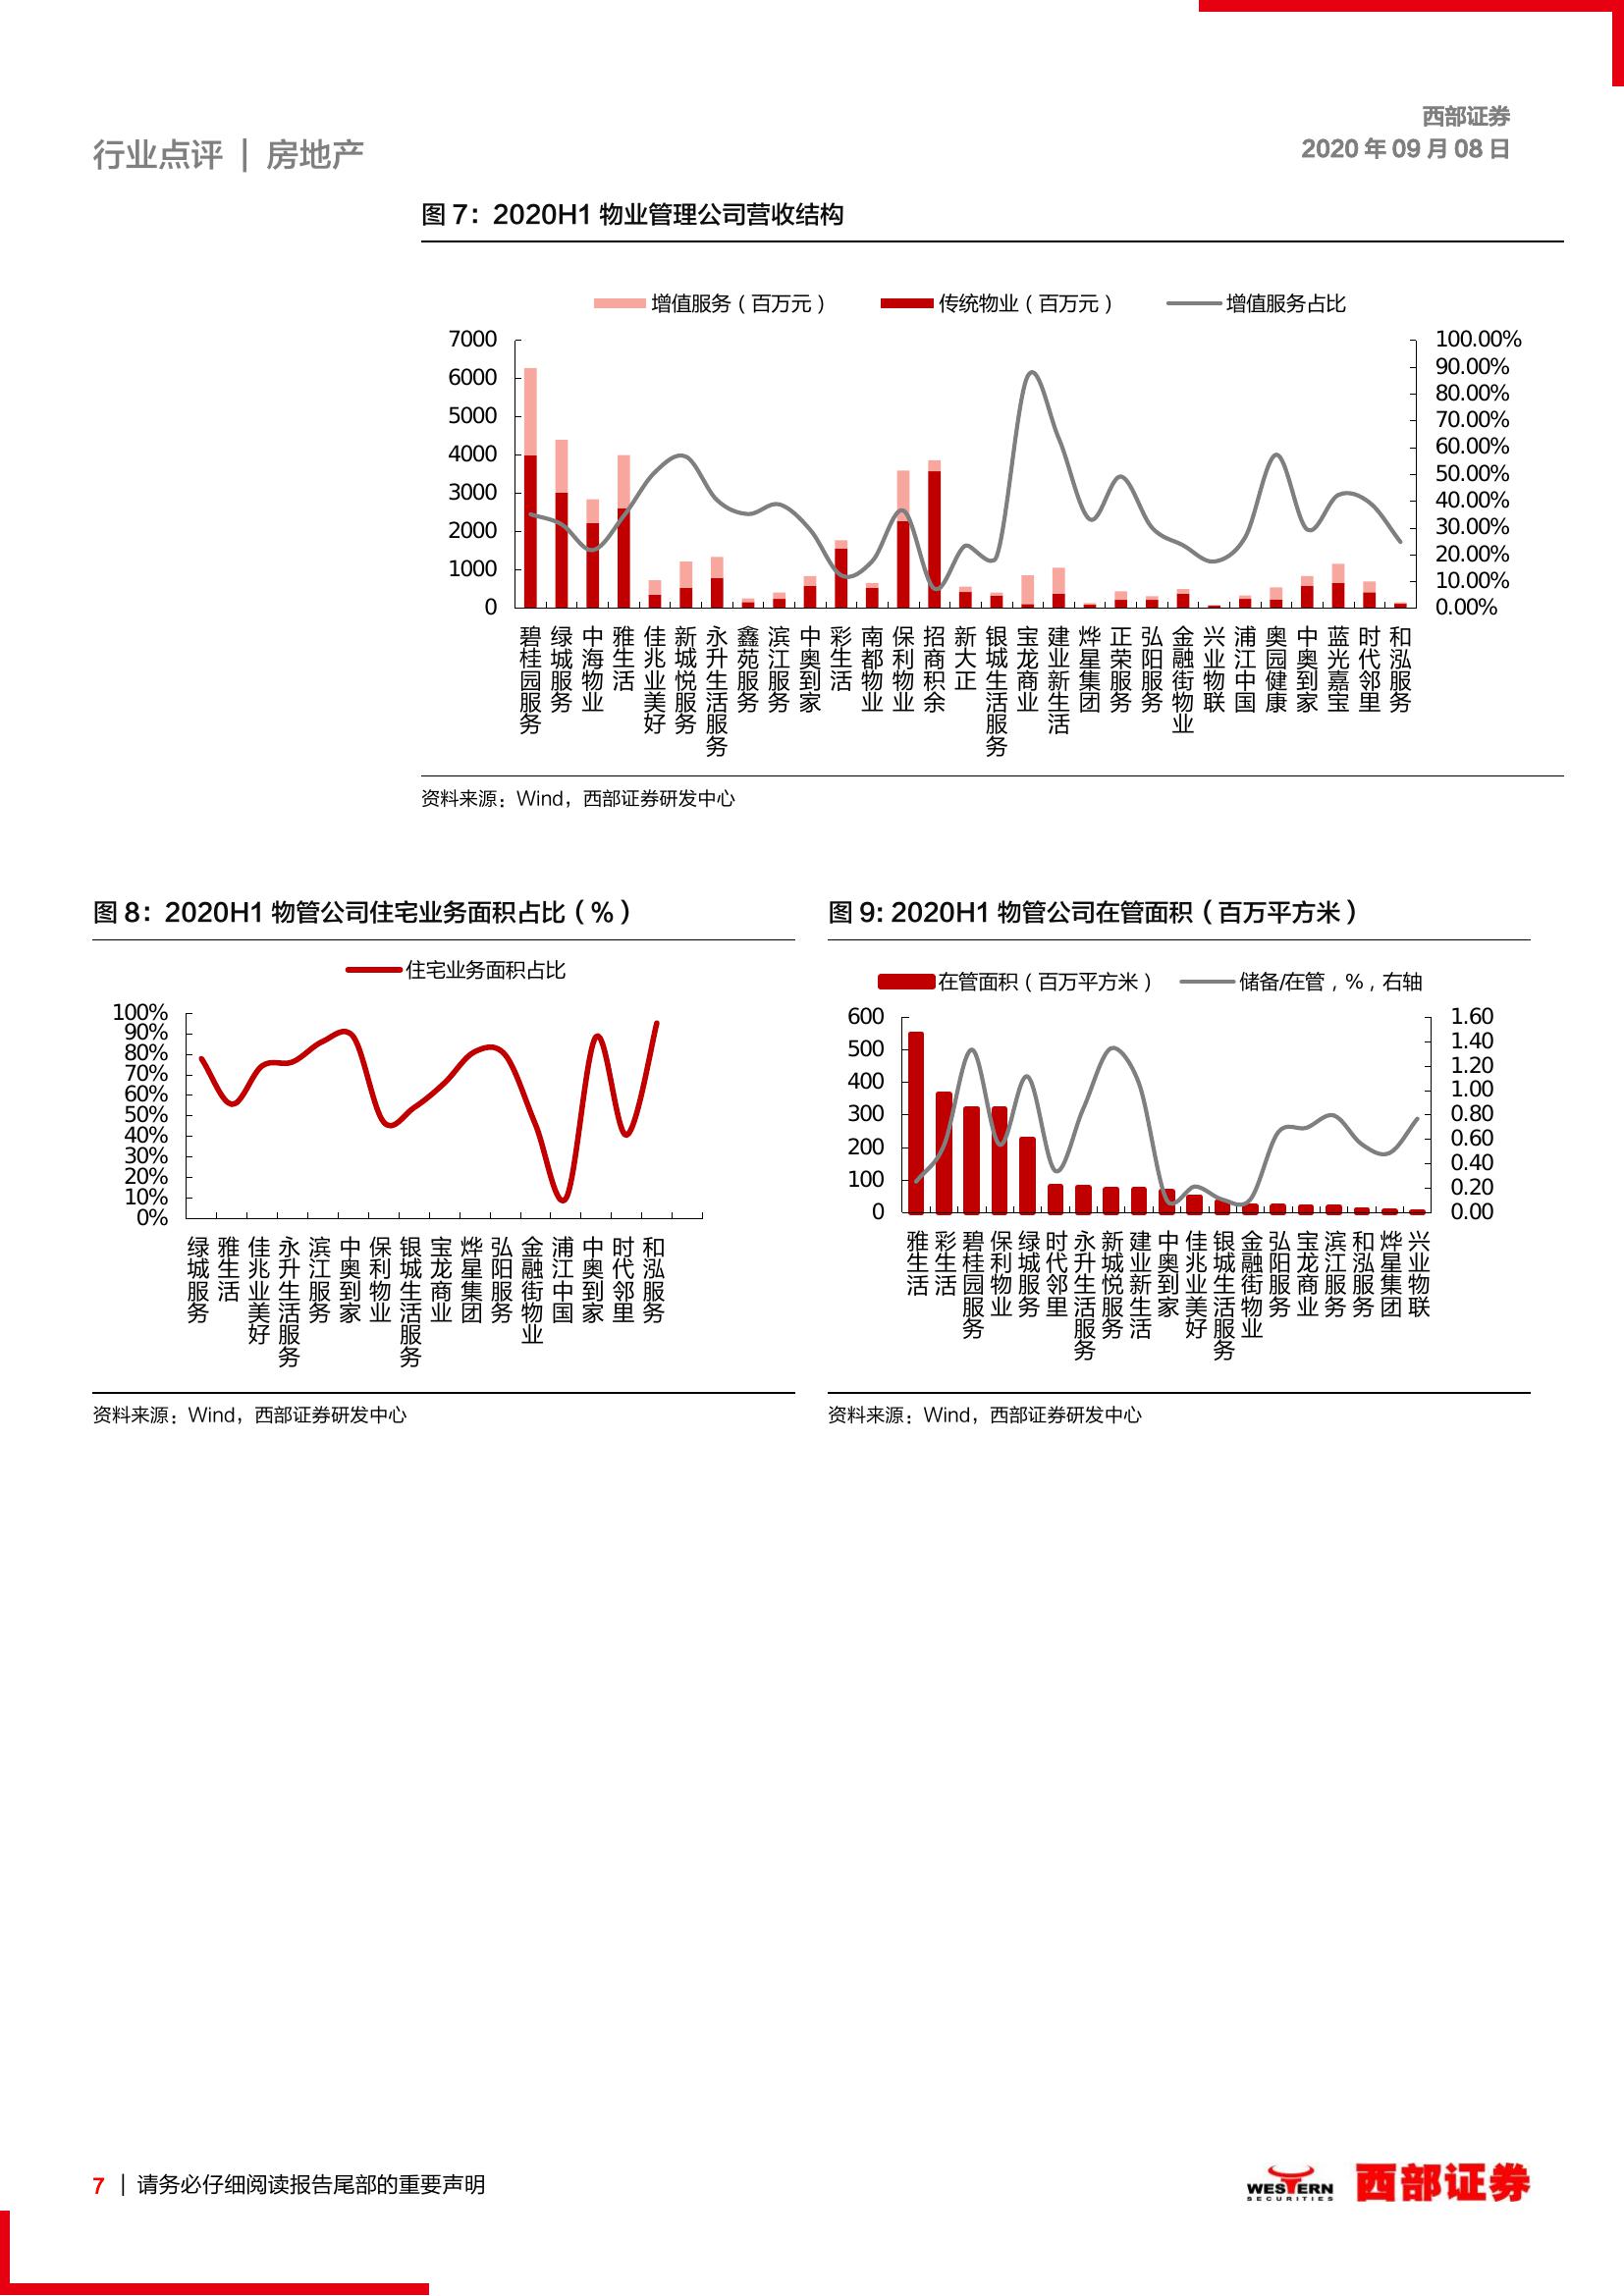 西部证券
2020 年 09 月 08 日
行业点评 | 房地产
图 7：2020H1 物业管理公司营收结构
增值服务（百万元）
传统物业（百万元）
增值服务占比
7000
6000
5000
4000
3000
2000
1000
0
100.00%
90.00%
80.00%
70.00%
60.00%
50.00%
40.00%
30.00%
20.00%
10.00%
0.00%
碧桂园服务
绿城服务
中海物业
雅生活
佳兆业美好
新城悦服务
永升生活服务
鑫苑服务
滨江服务
中奥到家
彩生活
南都物业
保利物业
招商积余
新大正
银城生活服务
宝龙商业
建业新生活
烨星集团
正荣服务
弘阳服务
金融街物业
兴业物联
浦江中国
奥园健康
中奥到家
蓝光嘉宝
时代邻里
和泓服务
资料来源：Wind，西部证券研发中心
图 8：2020H1 物管公司住宅业务面积占比（%）
住宅业务面积占比
100%
90%
80%
70%
60%
50%
40%
30%
20%
10%
0%
绿城服务
雅生活
佳兆业美好
永升生活服务
滨江服务
中奥到家
保利物业
银城生活服务
宝龙商业
烨星集团
弘阳服务
金融街物业
浦江中国
中奥到家
时代邻里
和泓服务
资料来源：Wind，西部证券研发中心
图 9: 2020H1 物管公司在管面积（百万平方米）
在管面积（百万平方米）
储备/在管，%，右轴
600
500
400
300
200
100
0
1.60
1.40
1.20
1.00
0.80
0.60
0.40
0.20
0.00
雅生活
彩生活
碧桂园服务
保利物业
绿城服务
时代邻里
永升生活服务
新城悦服务
建业新生活
中奥到家
佳兆业美好
银城生活服务
金融街物业
弘阳服务
宝龙商业
滨江服务
和泓服务
烨星集团
兴业物联
资料来源：Wind，西部证券研发中心
7 | 请务必仔细阅读报告尾部的重要声明
WESTERN
SECURITIES
西部证券